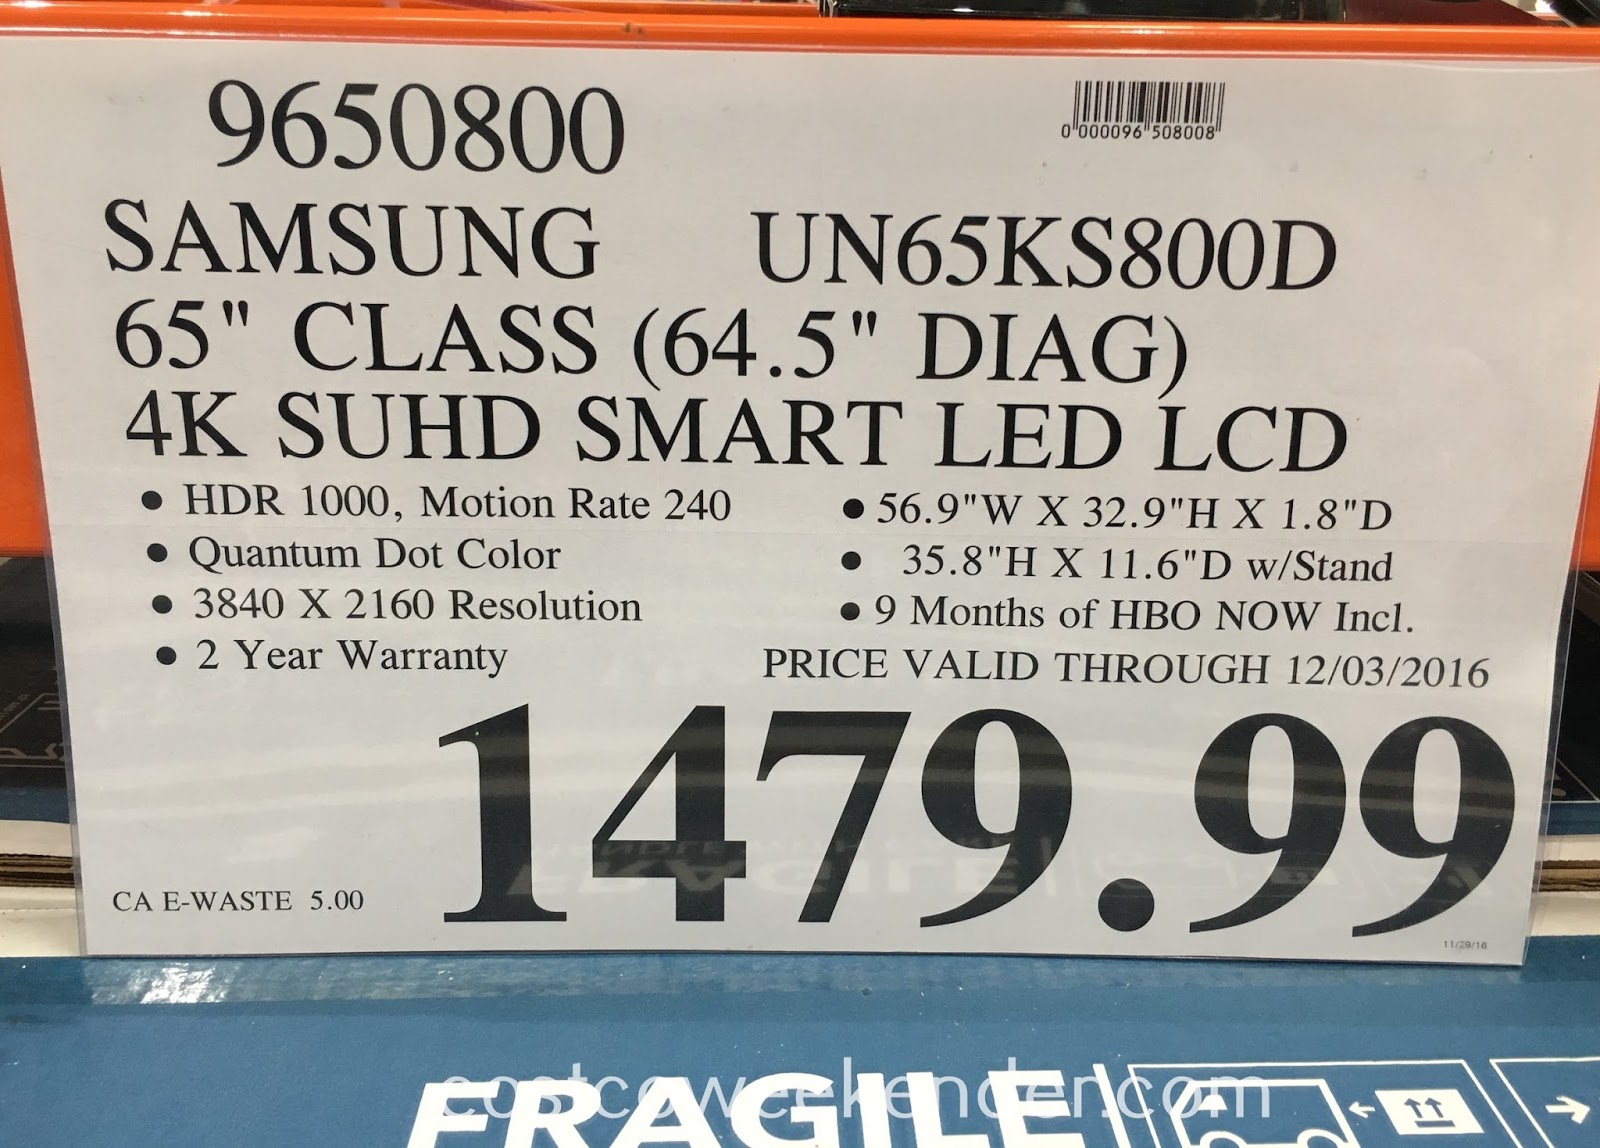 9650800
0 000096 508008
SAMSUNG UN65KS800D
65" CLASS (64.5" DIAG)
4K SUHD SMART LED LCD
• HDR 1000, Motion Rate 240
• Quantum Dot Color
• 3840 X 2160 Resolution
• 2 Year Warranty
• 56.9"W X 32.9"H X 1.8"D
• 35.8"H X 11.6"D w/Stand
• 9 Months of HBO NOW Incl.
PRICE VALID THROUGH 12/03/2016
1479.99
CA E-WASTE 5.00
11/29/16
FRAGILE
costcoweekender.com